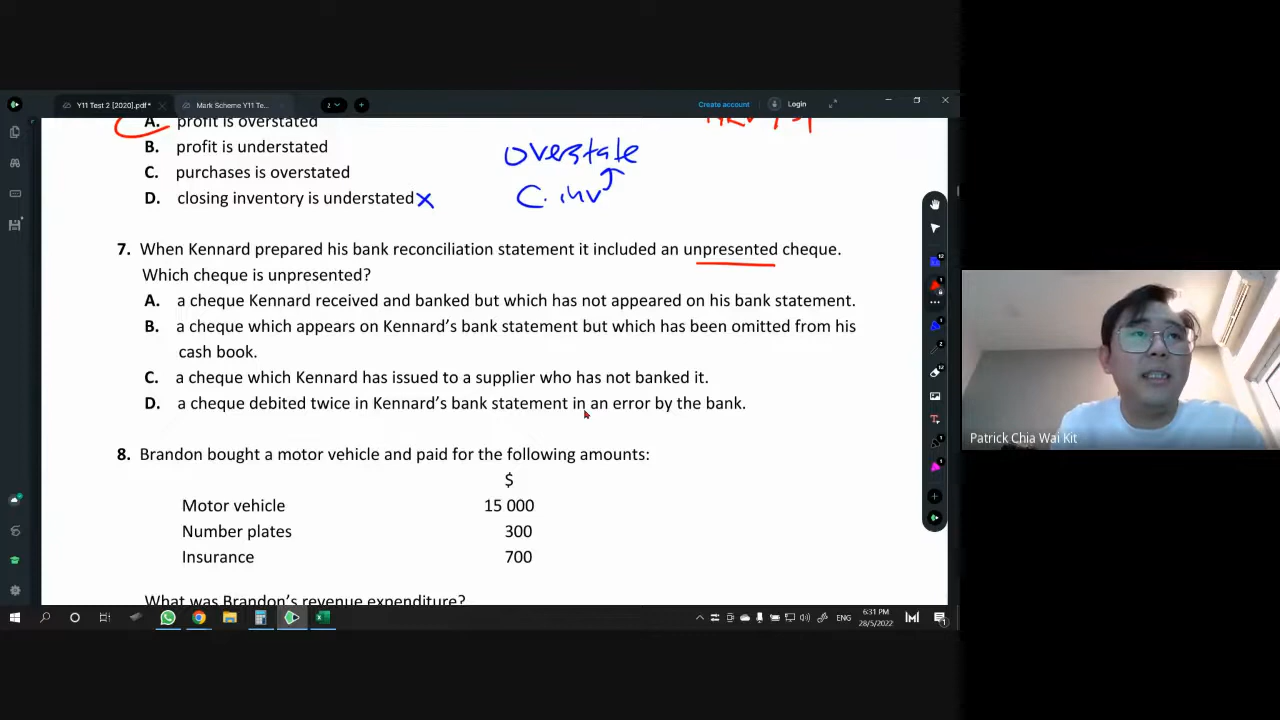 Y11 Test 2 [2020].pdf*
Mark Scheme Y11 Te...
2
Create account
Login
A. profit is overstated
B. profit is understated
C. purchases is overstated
D. closing inventory is understated x
overstate
C. inv
7. When Kennard prepared his bank reconciliation statement it included an unpresented cheque.
Which cheque is unpresented?
A. a cheque Kennard received and banked but which has not appeared on his bank statement.
B. a cheque which appears on Kennard’s bank statement but which has been omitted from his
cash book.
C. a cheque which Kennard has issued to a supplier who has not banked it.
D. a cheque debited twice in Kennard’s bank statement in an error by the bank.
8. Brandon bought a motor vehicle and paid for the following amounts:
$
Motor vehicle 15 000
Number plates 300
Insurance 700
What was Brandon’s revenue expenditure?
Patrick Chia Wai Kit
ENG
6:31 PM
28/5/2022